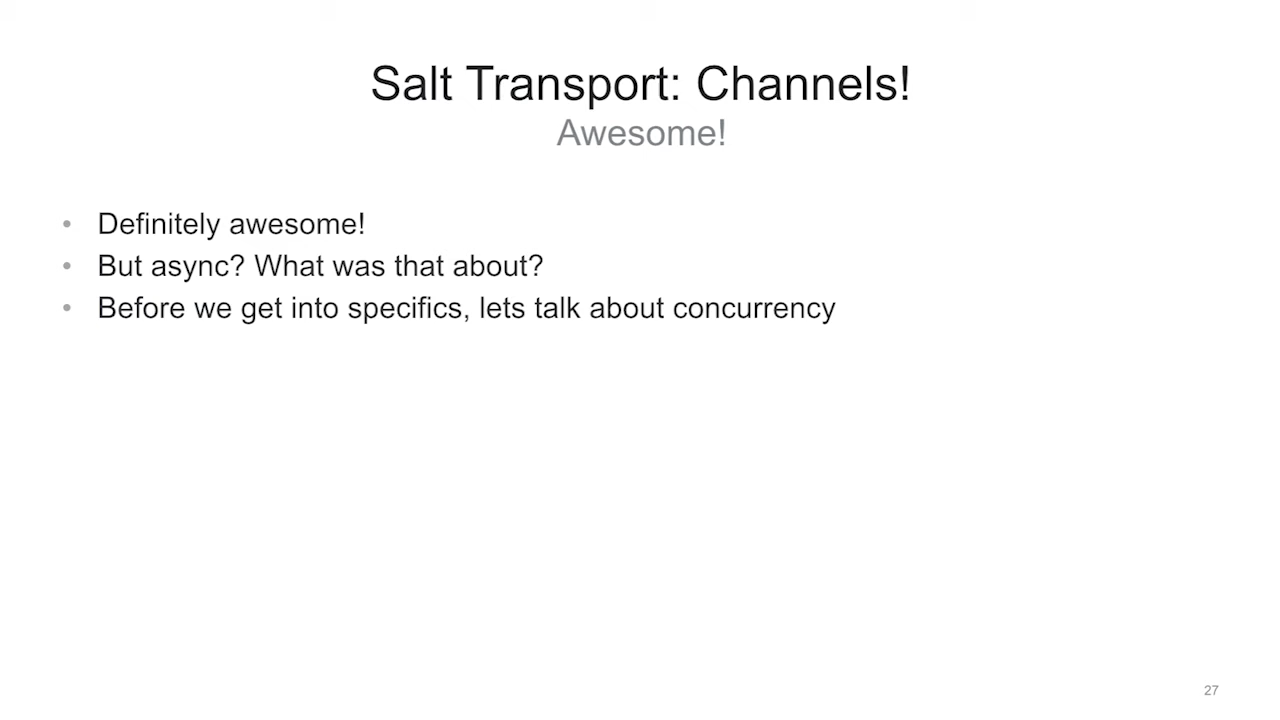 Salt Transport: Channels!
Awesome!
• Definitely awesome!
• But async? What was that about?
• Before we get into specifics, lets talk about concurrency
27